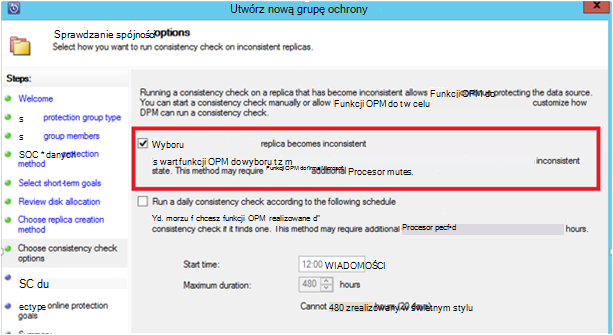 Utwórz nową grupę ochrony
Sprawdzanie spójności options
Select how you want to run consistency check on inconsistent replicas.
Steps:
Welcome
s protection group type
s group members
SOC * danych
method
Select short-term goals
Review disk allocation
Choose replica creation
method
Choose consistency check
options
SC du
ectype online protection
goals
Running a consistency check on a replica that has become inconsistent allows Funkcji OPM do protecting the data source.
You can start a consistency check manually or allow Funkcji OPM do tw celu customize how
DPM can run a consistency check.
Wyboru replica becomes inconsistent
s wart funkcji OPM dowyboru tz m inconsistent
state. This method may require additional Procesor mutes.
Run a daily consistency check according to the following schedule
Yd. morzu f chcesz funkcji OPM realizowane d"
consistency check if it finds one. This method may require additional Procesor hours.
Start time: 12:00 WIADOMOŚCI
Maximum duration: 480 hours
Cannot 480 zrealizowany w świetnym stylu